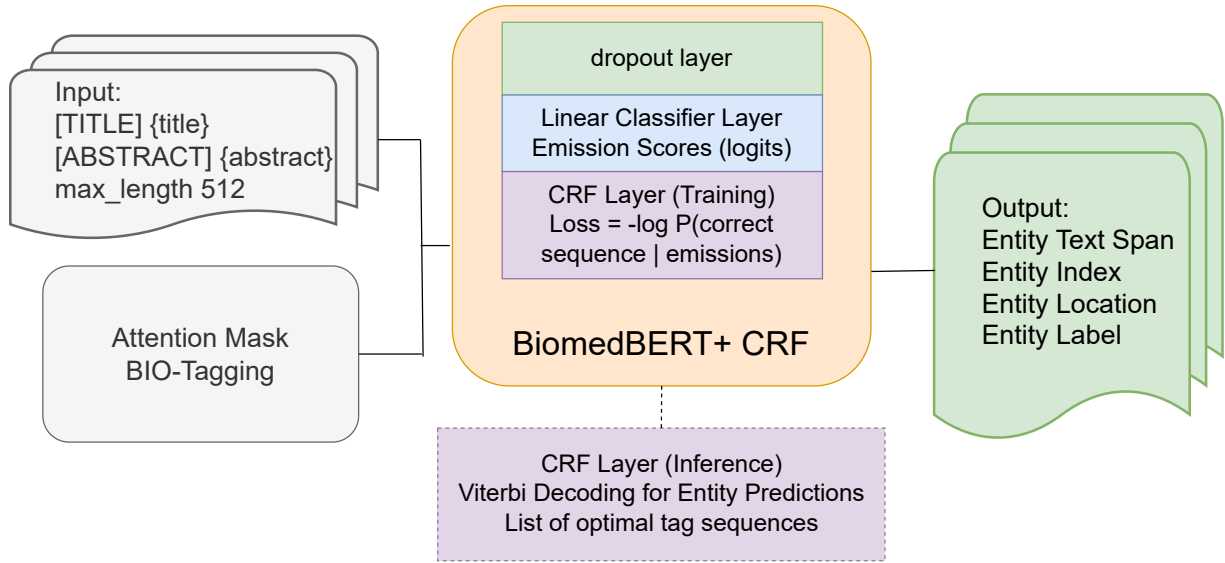 Input:
[TITLE] {title}
[ABSTRACT] {abstract}
max_length 512
Attention Mask
BIO-Tagging
dropout layer
Linear Classifier Layer
Emission Scores (logits)
CRF Layer (Training)
Loss = -log P(correct
sequence | emissions)
BiomedBERT+ CRF
CRF Layer (Inference)
Viterbi Decoding for Entity Predictions
List of optimal tag sequences
Output:
Entity Text Span
Entity Index
Entity Location
Entity Label